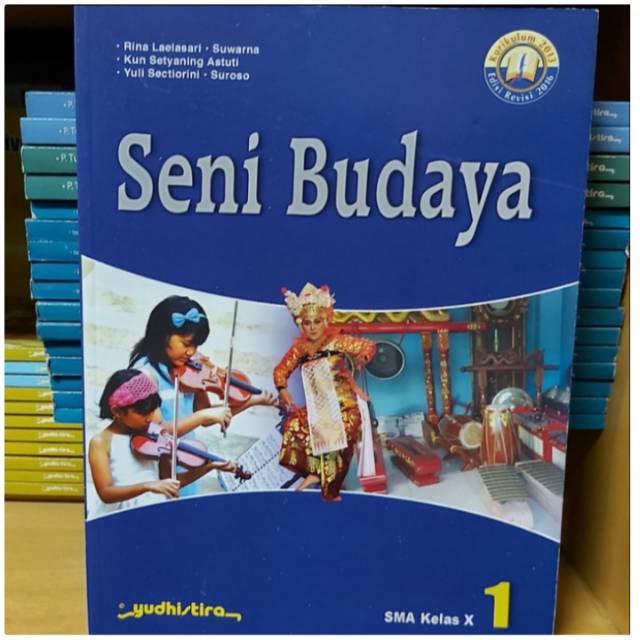 • Rina Laelasari • Suwarna
• Kun Setyaning Astuti
• Yuli Sectiorini • Suroso
Kurikulum 2013
Edisi Revisi 2016
Seni Budaya
yudhistira
SMA Kelas X 1